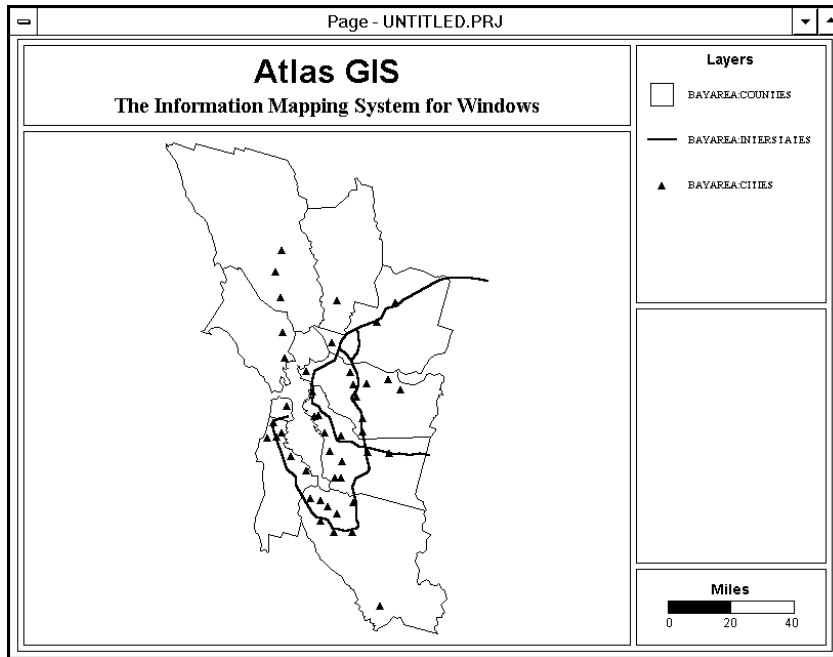 Page - UNTITLED.PRJ
Atlas GIS
The Information Mapping System for Windows
Layers
BAYAREA:COUNTIES
BAYAREA:INTERSTATES
BAYAREA:CITIES
Miles
0 20 40